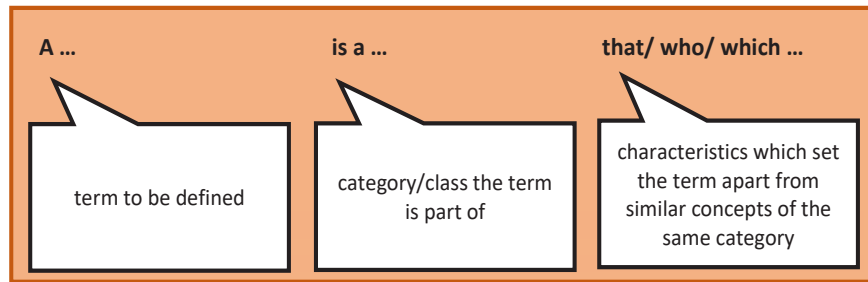 A … is a … that/ who/ which …
term to be defined
category/class the term
is part of
characteristics which set
the term apart from
similar concepts of the
same category